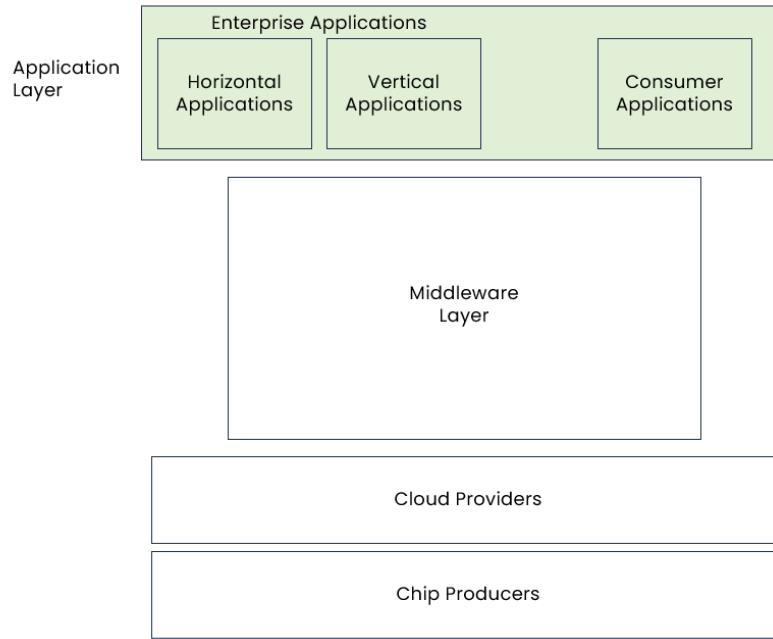 Enterprise Applications
Application
Layer
Horizontal
Applications
Vertical
Applications
Consumer
Applications
Middleware
Layer
Cloud Providers
Chip Producers